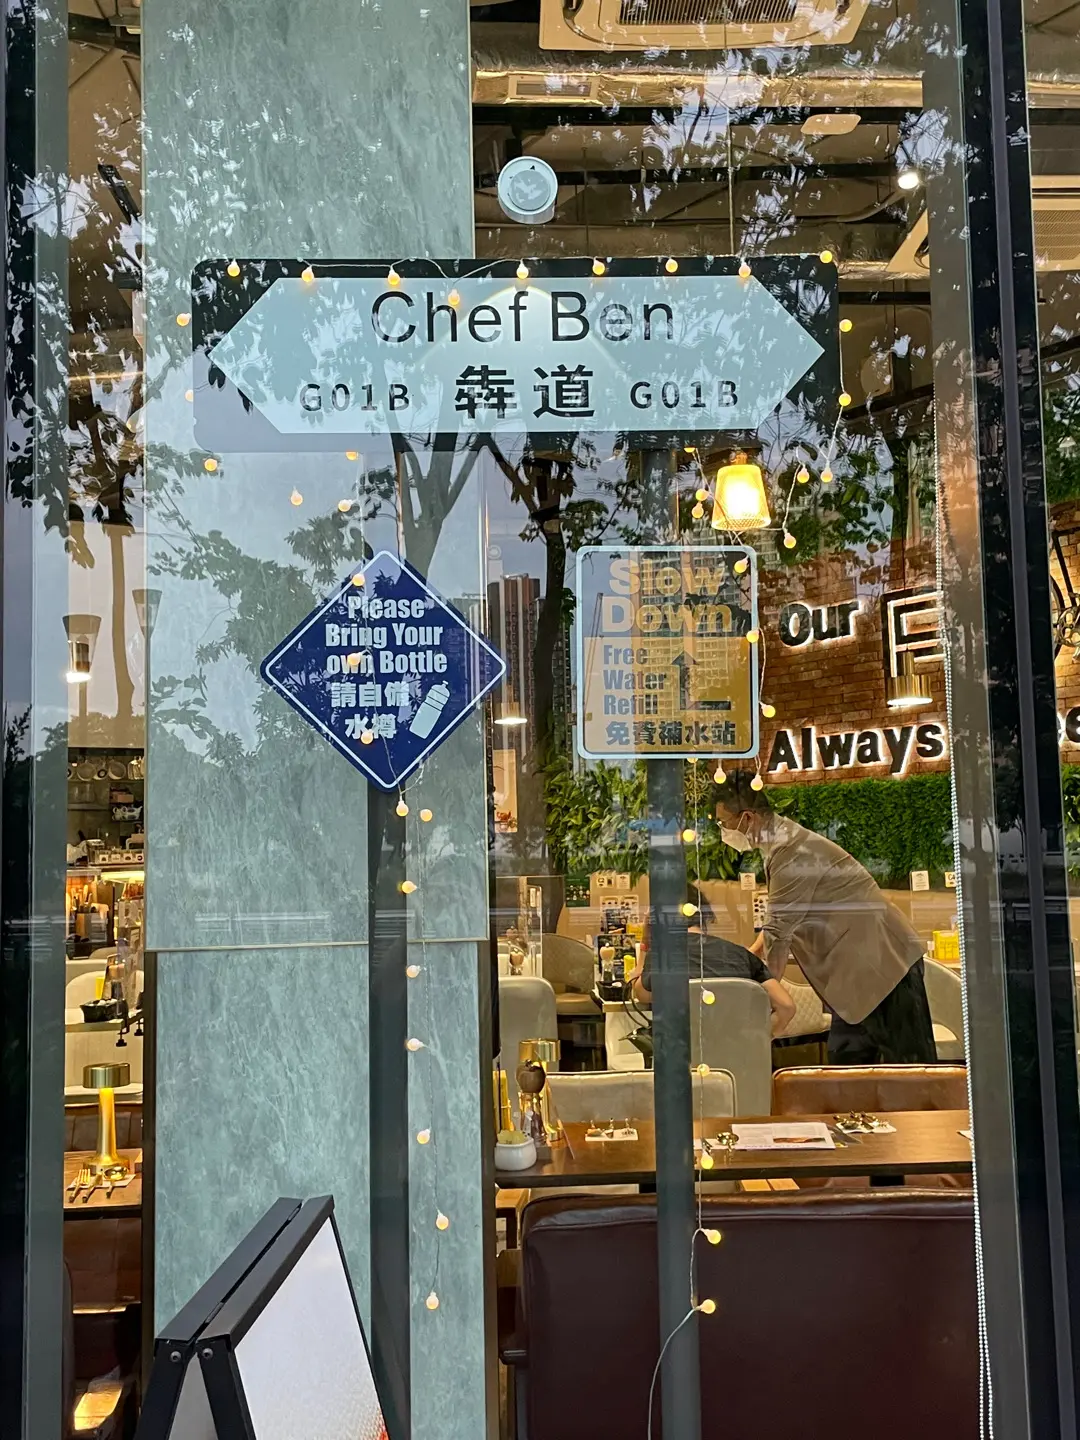 Chef Ben
G01B 犇道 G01B
Please
Bring Your
own Bottle
請自備
水樽
Slow
Down
Free
Water
Refill
免費補水站
Our
Always